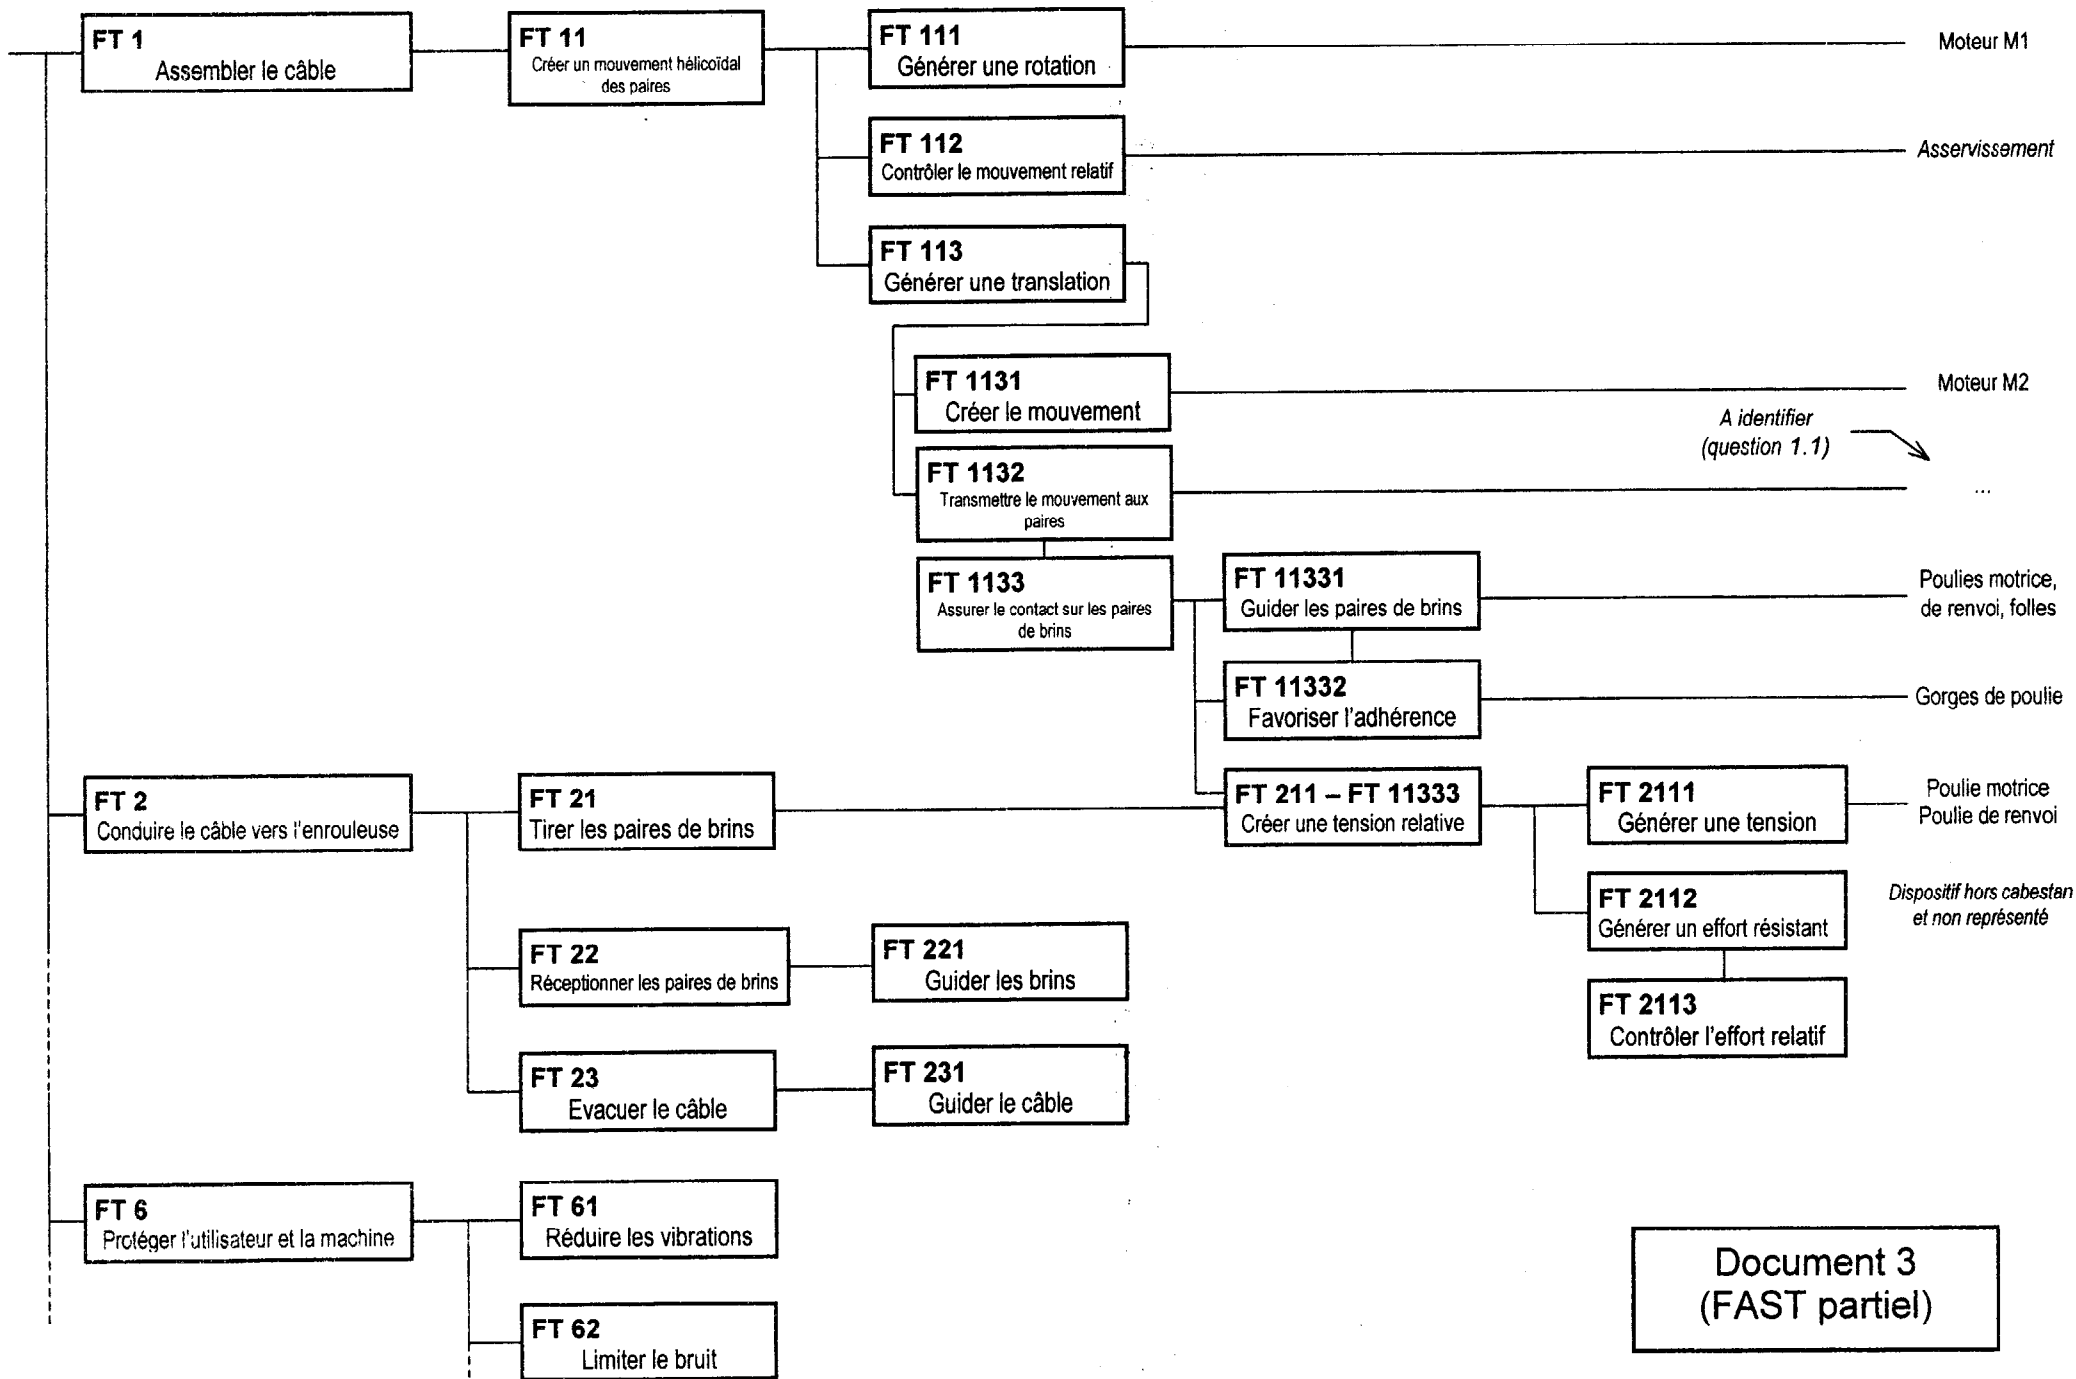 FT 1
Assembler le câble
FT 11
Créer un mouvement hélicoïdal
des paires
FT 111
Générer une rotation
Moteur M1
FT 112
Contrôler le mouvement relatif
Asservissement
FT 113
Générer une translation
FT 1131
Créer le mouvement
Moteur M2
A identifier
(question 1.1)
FT 1132
Transmettre le mouvement aux
paires
...
FT 1133
Assurer le contact sur les paires
de brins
FT 11331
Guider les paires de brins
Poulies motrice,
de renvoi, folles
FT 11332
Favoriser l'adhérence
Gorges de poulie
FT 2
Conduire le câble vers l'enrouleuse
FT 21
Tirer les paires de brins
FT 211 – FT 11333
Créer une tension relative
FT 2111
Générer une tension
Poulie motrice
Poulie de renvoi
FT 2112
Générer un effort résistant
Dispositif hors cabestan
et non représenté
FT 22
Réceptionner les paires de brins
FT 221
Guider les brins
FT 2113
Contrôler l'effort relatif
FT 23
Evacuer le câble
FT 231
Guider le câble
FT 6
Protéger l'utilisateur et la machine
FT 61
Réduire les vibrations
FT 62
Limiter le bruit
Document 3
(FAST partiel)